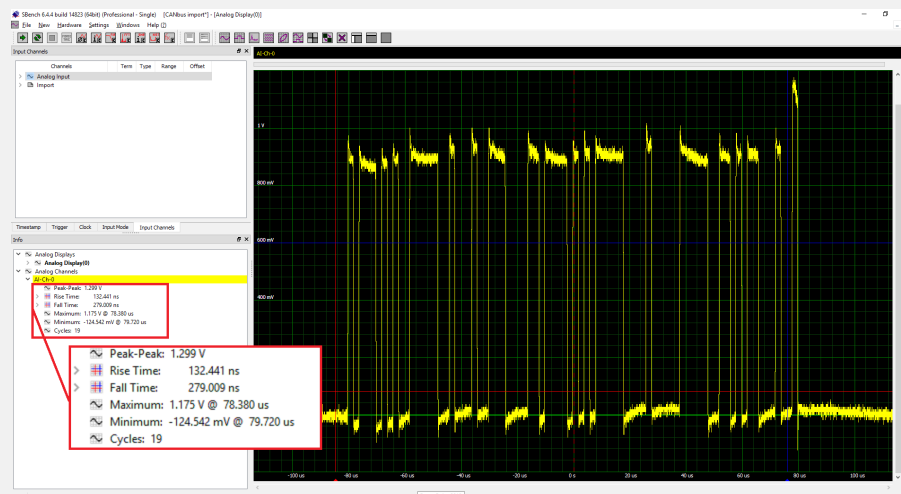 SBench 6.4.4 build 14823 (64bit) (Professional - Single) [CANbus import*] - [Analog Display(0)]
File New Hardware Settings Windows Help
Input Channels
AI-Ch-0
Channels Term Type Range Offset
Analog Input
Import
1 V
800 mV
600 mV
400 mV
Timestamp Trigger Clock Input Mode Input Channels
Info
Analog Displays
Analog Display(0)
Analog Channels
AI-Ch-0
Peak-Peak: 1.299 V
Rise Time: 132.441 ns
Fall Time: 279.009 ns
Maximum: 1.175 V @ 78.380 us
Minimum: -124.542 mV @ 79.720 us
Cycles: 19
Peak-Peak: 1.299 V
Rise Time: 132.441 ns
Fall Time: 279.009 ns
Maximum: 1.175 V @ 78.380 us
Minimum: -124.542 mV @ 79.720 us
Cycles: 19
-100 us -80 us -60 us -40 us -20 us 0 s 20 us 40 us 60 us 80 us 100 us